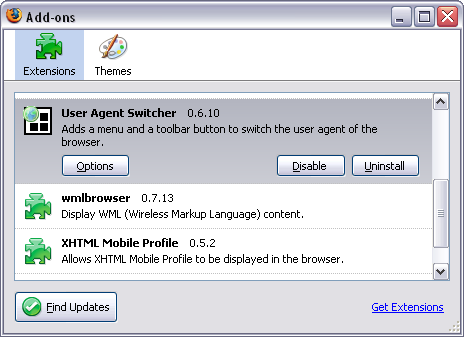 Add-ons
Extensions
Themes
User Agent Switcher 0.6.10
Adds a menu and a toolbar button to switch the user agent of the
browser.
Options
Disable
Uninstall
wmlbrowser 0.7.13
Display WML (Wireless Markup Language) content.
XHTML Mobile Profile 0.5.2
Allows XHTML Mobile Profile to be displayed in the browser.
Find Updates
Get Extensions